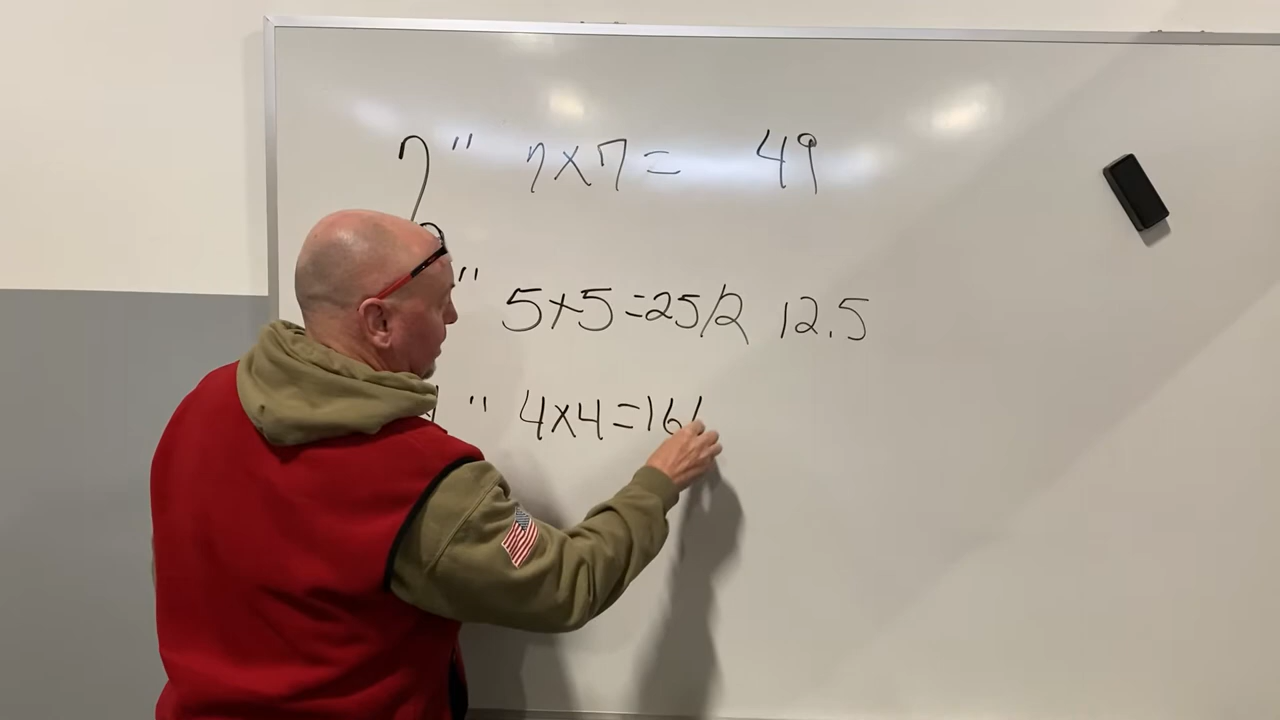 7" 7x7= 49
" 5x5=25/2 12.5
" 4x4=16/